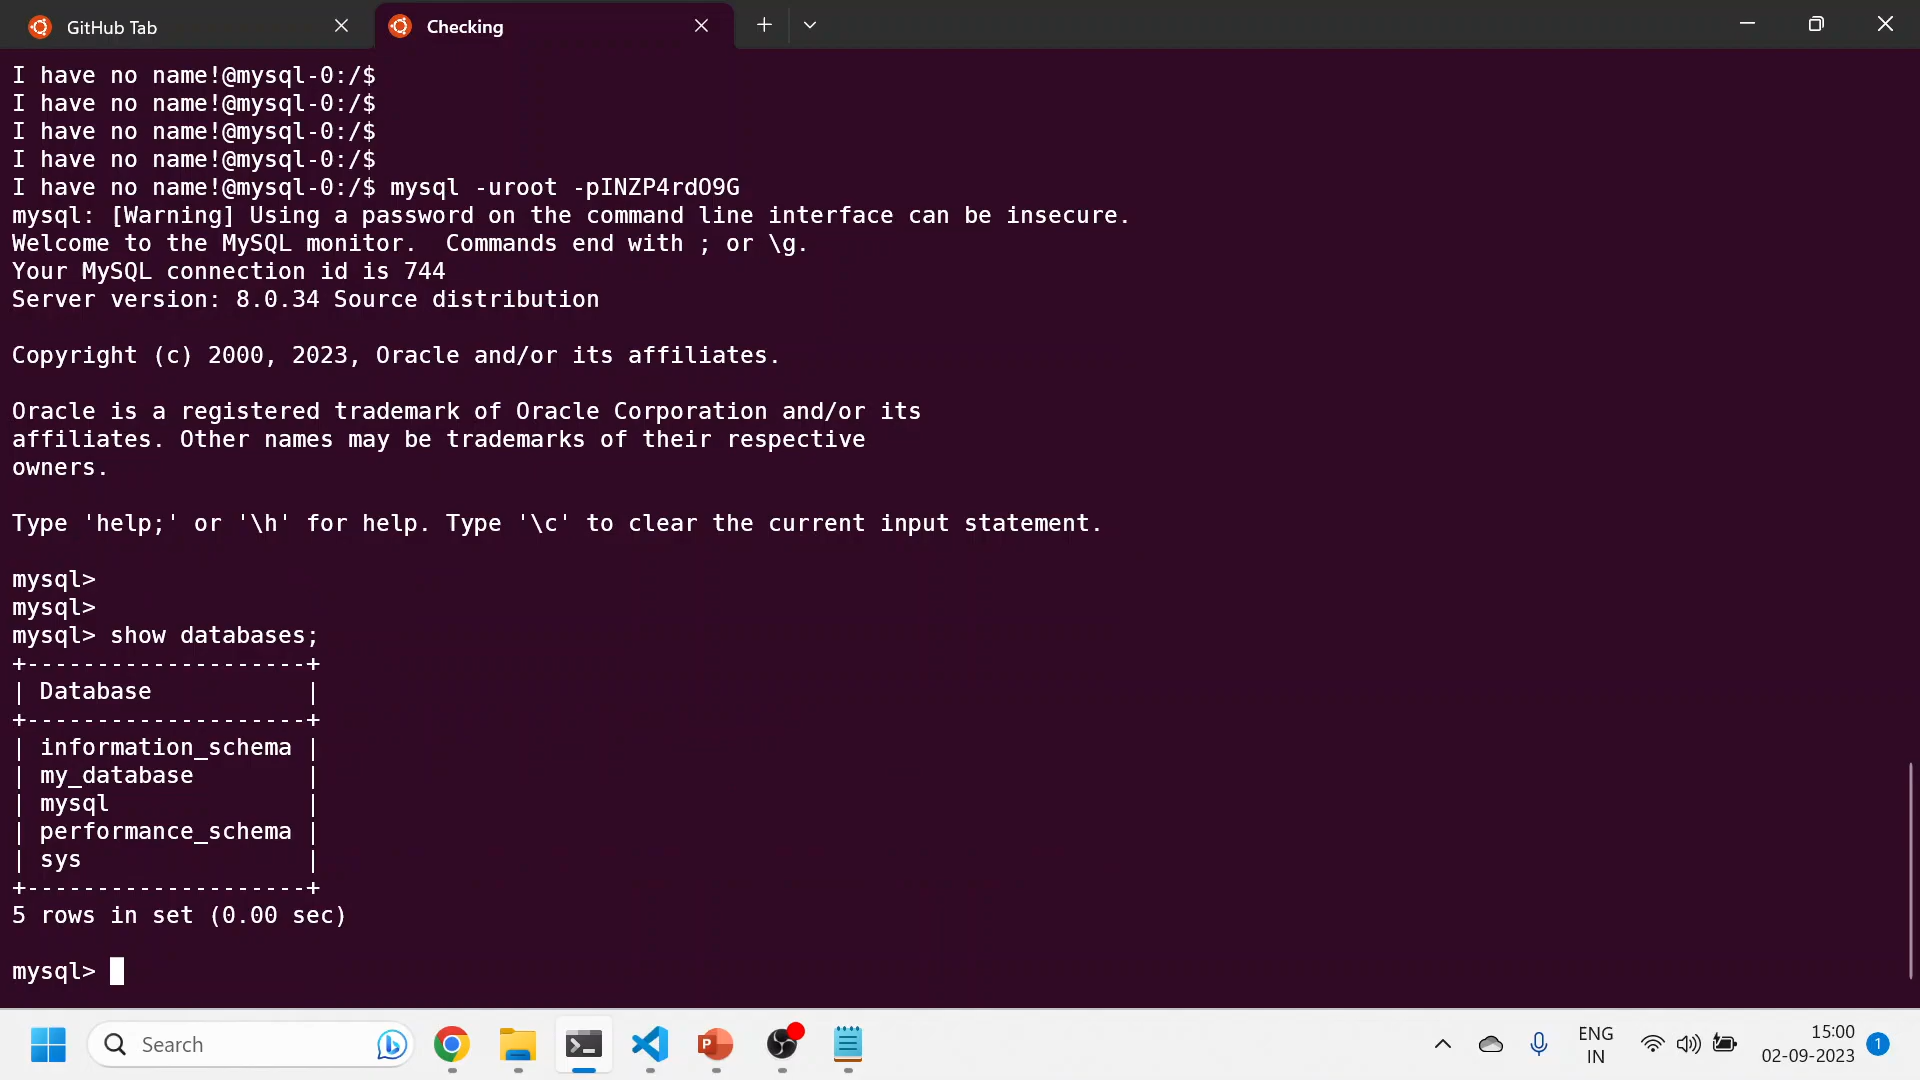 GitHub Tab
Checking
I have no name!@mysql-0:/$
I have no name!@mysql-0:/$
I have no name!@mysql-0:/$
I have no name!@mysql-0:/$
I have no name!@mysql-0:/$ mysql -uroot -pINZP4rdO9G
mysql: [Warning] Using a password on the command line interface can be insecure.
Welcome to the MySQL monitor.  Commands end with ; or \g.
Your MySQL connection id is 744
Server version: 8.0.34 Source distribution

Copyright (c) 2000, 2023, Oracle and/or its affiliates.

Oracle is a registered trademark of Oracle Corporation and/or its
affiliates. Other names may be trademarks of their respective
owners.

Type 'help;' or '\h' for help. Type '\c' to clear the current input statement.

mysql>
mysql>
mysql> show databases;
+--------------------+
| Database           |
+--------------------+
| information_schema |
| my_database        |
| mysql              |
| performance_schema |
| sys                |
+--------------------+
5 rows in set (0.00 sec)

mysql>
Search
ENG
IN
15:00
02-09-2023
1